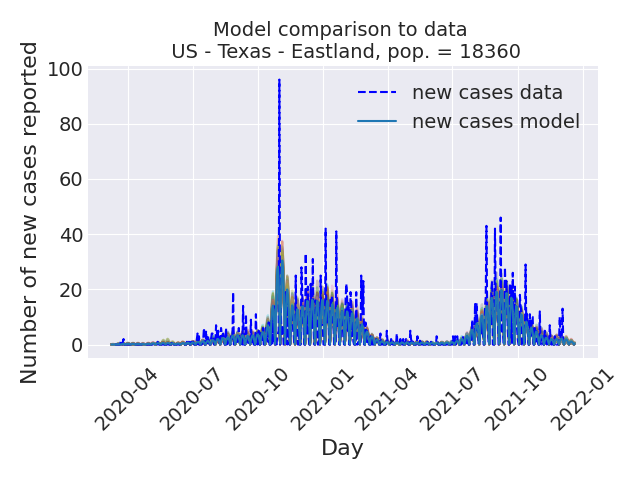 Model comparison to data
US - Texas - Eastland, pop. = 18360
Number of new cases reported
100
80
60
40
20
0
new cases data
new cases model
2020-04
2020-07
2020-10
2021-01
2021-04
2021-07
2021-10
2022-01
Day